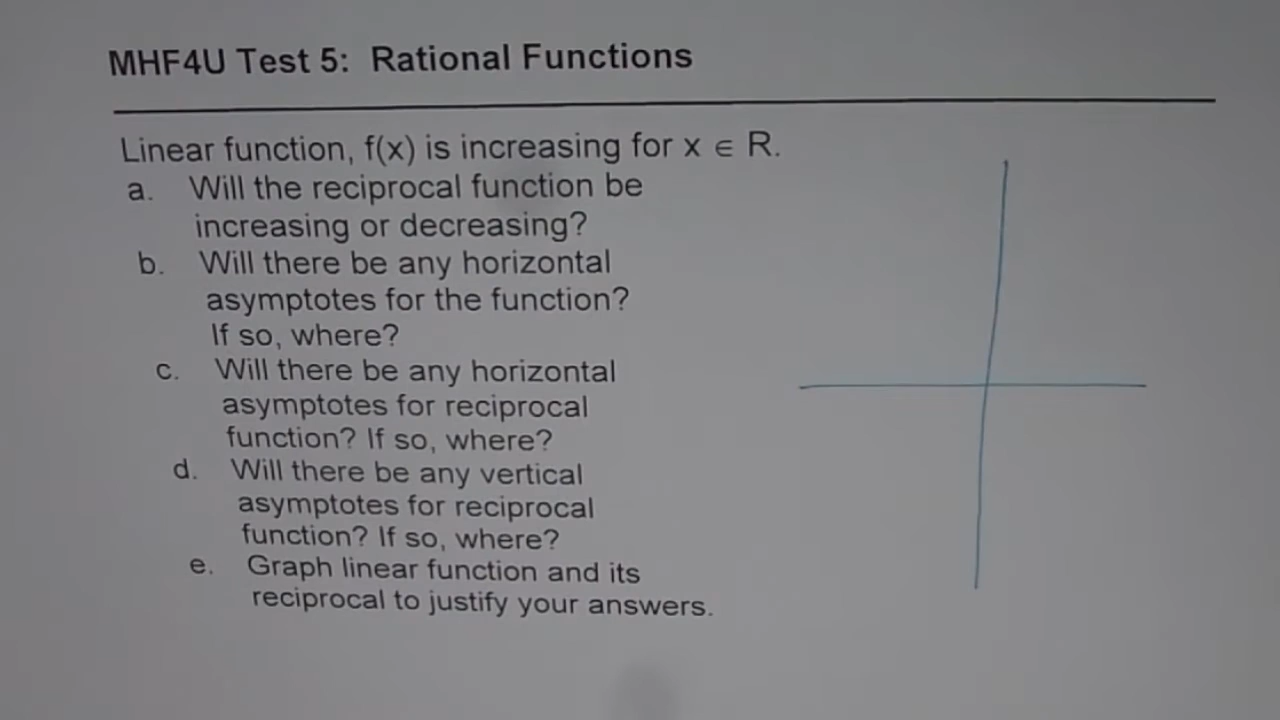 MHF4U Test 5: Rational Functions
Linear function, f(x) is increasing for x ∈ R.
a. Will the reciprocal function be
increasing or decreasing?
b. Will there be any horizontal
asymptotes for the function?
If so, where?
c. Will there be any horizontal
asymptotes for reciprocal
function? If so, where?
d. Will there be any vertical
asymptotes for reciprocal
function? If so, where?
e. Graph linear function and its
reciprocal to justify your answers.